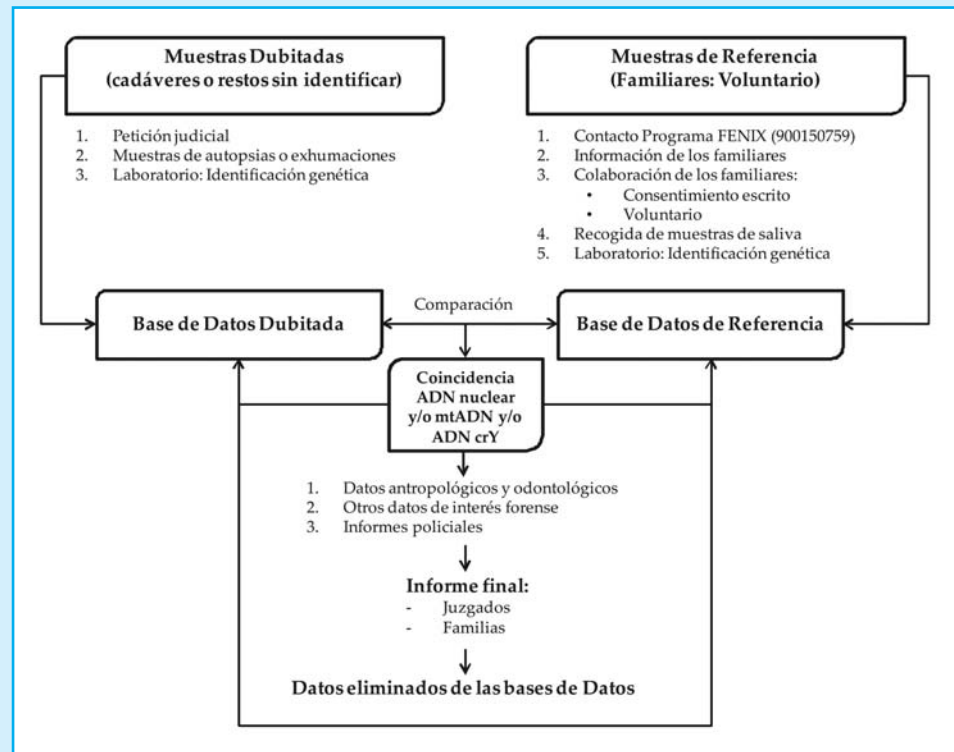 Muestras Dubitadas
(cadáveres o restos sin identificar)
1. Petición judicial
2. Muestras de autopsias o exhumaciones
3. Laboratorio: Identificación genética
Muestras de Referencia
(Familiares: Voluntario)
1. Contacto Programa FENIX (900150759)
2. Información de los familiares
3. Colaboración de los familiares:
• Consentimiento escrito
• Voluntario
4. Recogida de muestras de saliva
5. Laboratorio: Identificación genética
Base de Datos Dubitada
Comparación
Base de Datos de Referencia
Coincidencia
ADN nuclear
y/o mtADN y/o
ADN crY
1. Datos antropológicos y odontológicos
2. Otros datos de interés forense
3. Informes policiales
Informe final:
- Juzgados
- Familias
Datos eliminados de las bases de Datos